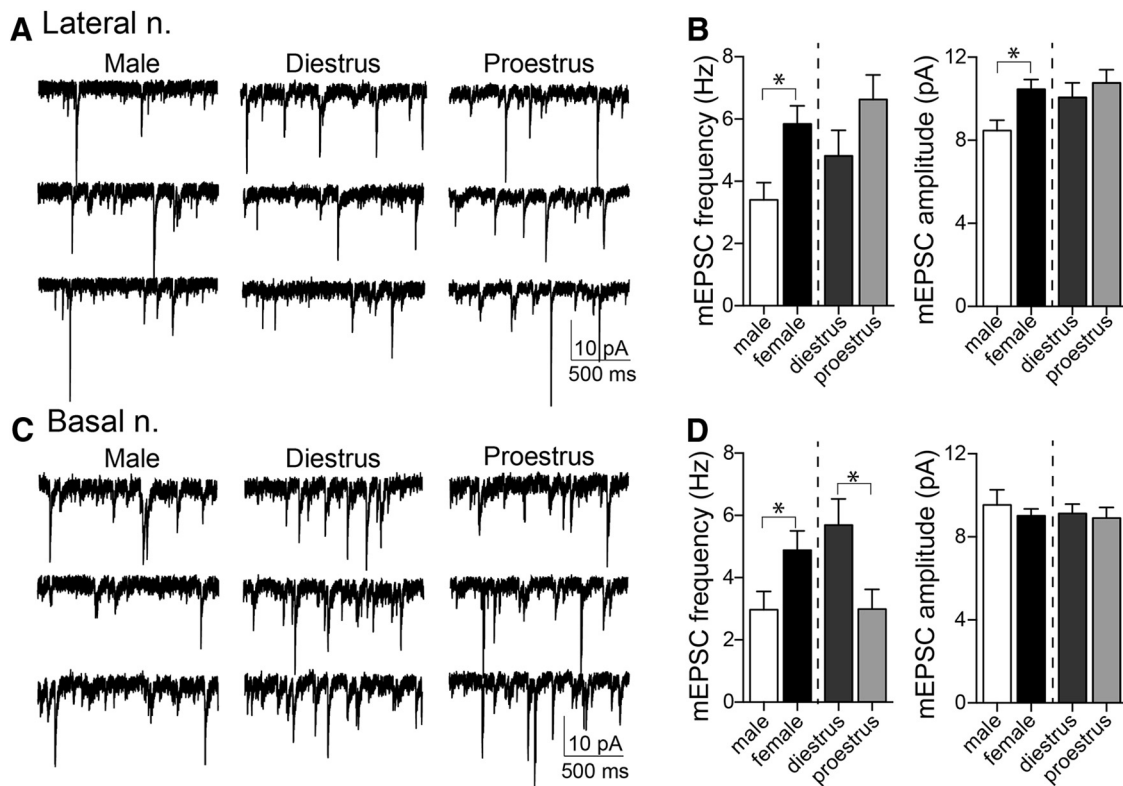 A Lateral n.
Male Diestrus Proestrus
10 pA
500 ms
B
mEPSC frequency (Hz)
8
6
4
2
0
*
male female diestrus proestrus
mEPSC amplitude (pA)
12
8
4
0
*
male female diestrus proestrus
C Basal n.
Male Diestrus Proestrus
10 pA
500 ms
D
mEPSC frequency (Hz)
8
6
4
2
0
* *
male female diestrus proestrus
mEPSC amplitude (pA)
12
9
6
3
0
male female diestrus proestrus